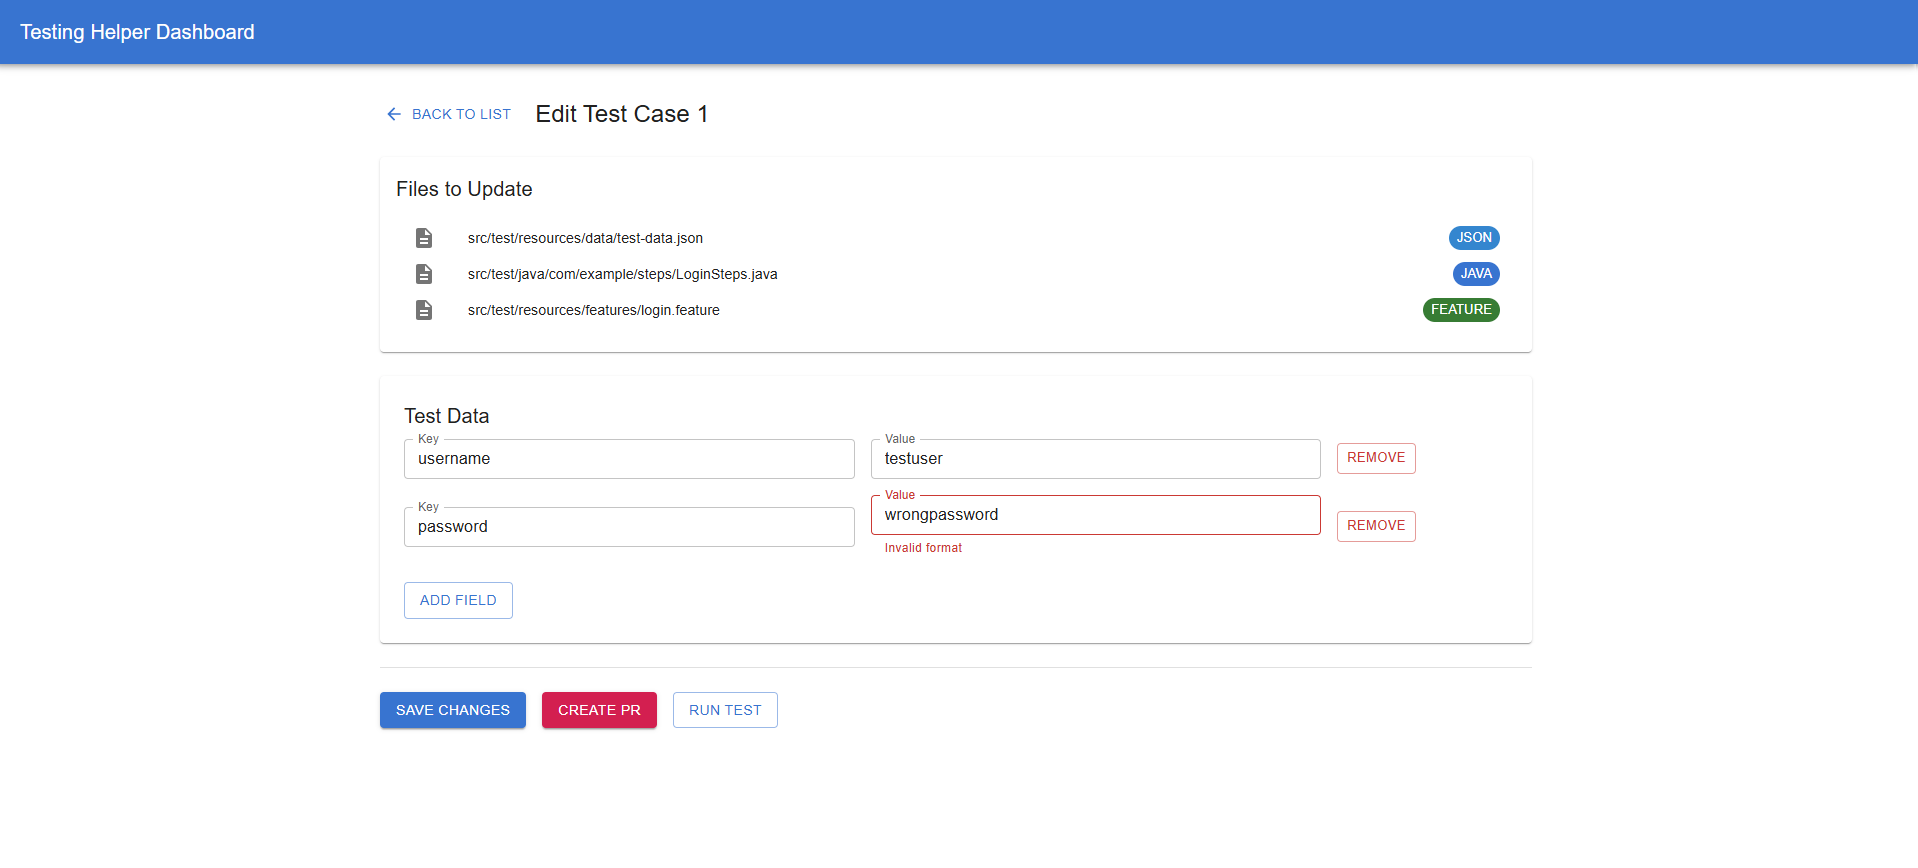 Testing Helper Dashboard
BACK TO LIST
Edit Test Case 1
Files to Update
src/test/resources/data/test-data.json
JSON
src/test/java/com/example/steps/LoginSteps.java
JAVA
src/test/resources/features/login.feature
FEATURE
Test Data
Key
username
Value
testuser
REMOVE
Key
password
Value
wrongpassword
Invalid format
REMOVE
ADD FIELD
SAVE CHANGES
CREATE PR
RUN TEST